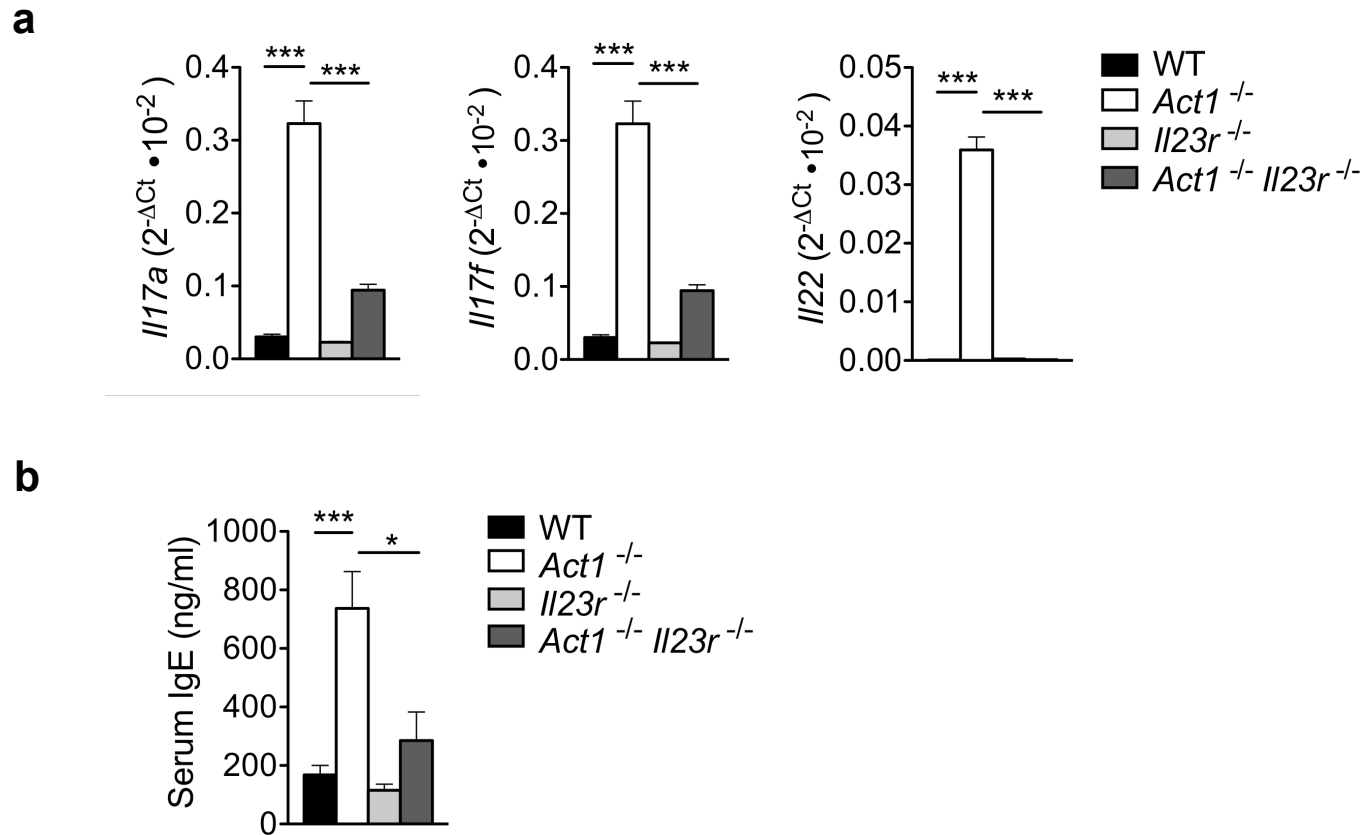 a
Il17a (2-ΔCt •10-2 )
0.4
0.3
0.2
0.1
0.0
***
***
Il17f (2-ΔCt •10-2 )
0.4
0.3
0.2
0.1
0.0
***
***
Il22 (2-ΔCt •10-2 )
0.05
0.04
0.03
0.02
0.01
0.00
***
***
WT
Act1 -/-
Il23r -/-
Act1 -/- Il23r -/-
b
Serum IgE (ng/ml)
1000
800
600
400
200
0
***
*
WT
Act1 -/-
Il23r -/-
Act1 -/- Il23r -/-